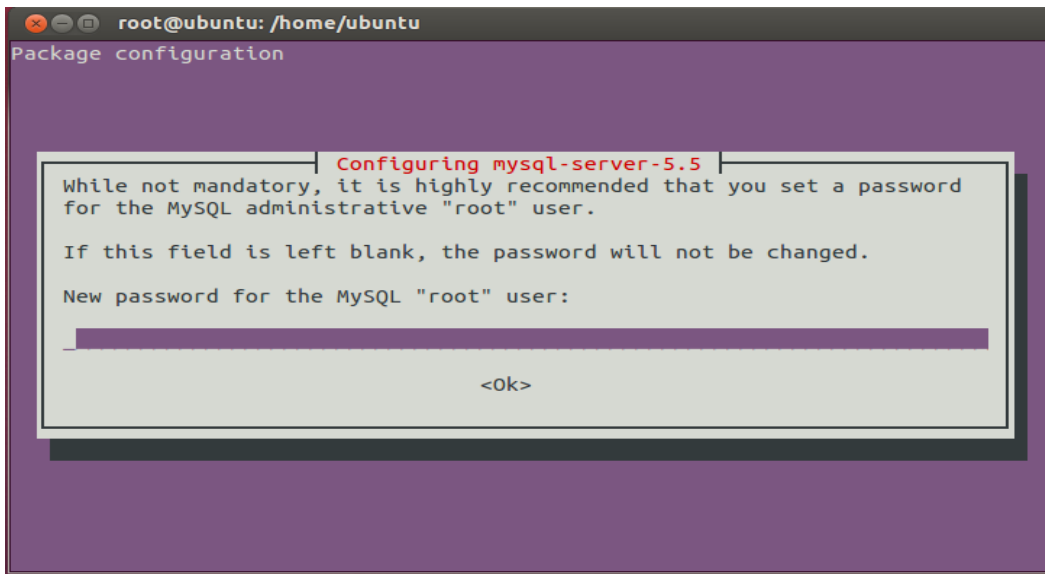 root@ubuntu: /home/ubuntu
Package configuration
Configuring mysql-server-5.5
While not mandatory, it is highly recommended that you set a password
for the MySQL administrative "root" user.
If this field is left blank, the password will not be changed.
New password for the MySQL "root" user:
<Ok>